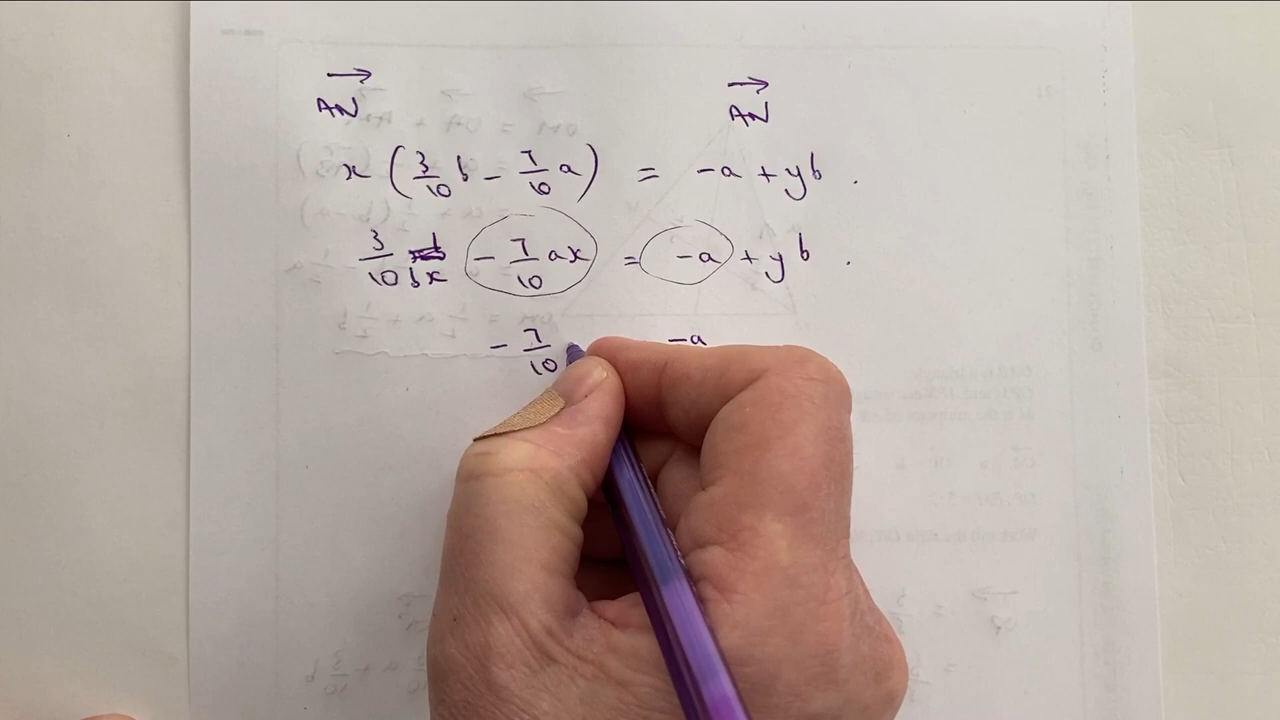 AN AN
x (3/10 b - 7/10 a) = -a + yb .
3/10 bx - 7/10 ax = -a + yb .
- 7/10 -a